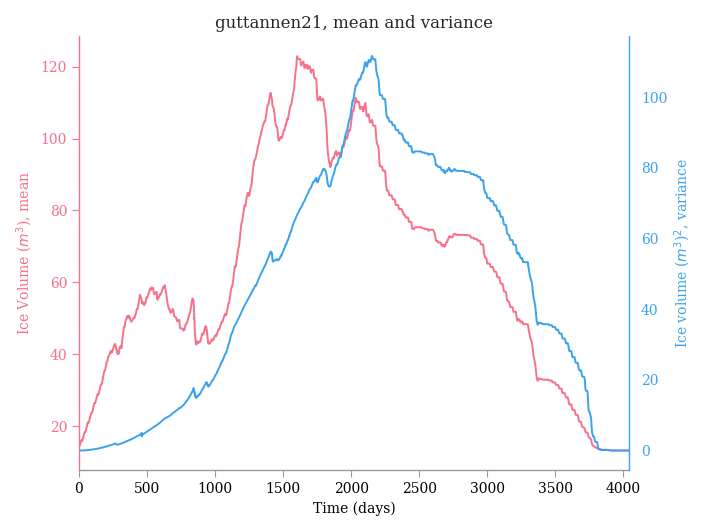 guttannen21, mean and variance
Ice Volume (m³), mean
120
100
80
60
40
20
Ice volume (m³)², variance
100
80
60
40
20
0
0 500 1000 1500 2000 2500 3000 3500 4000
Time (days)